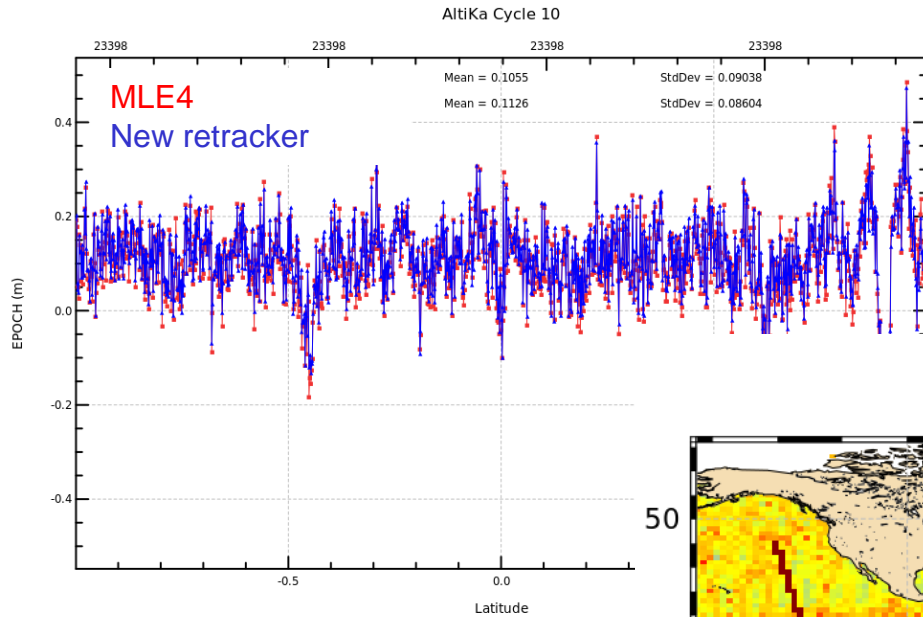 AltiKa Cycle 10
23398 23398 23398 23398
MLE4
New retracker
Mean = 0.1055 StdDev = 0.09038
Mean = 0.1126 StdDev = 0.08604
0.4
0.2
0.0
-0.2
-0.4
EPOCH (m)
-0.5 0.0
Latitude
50